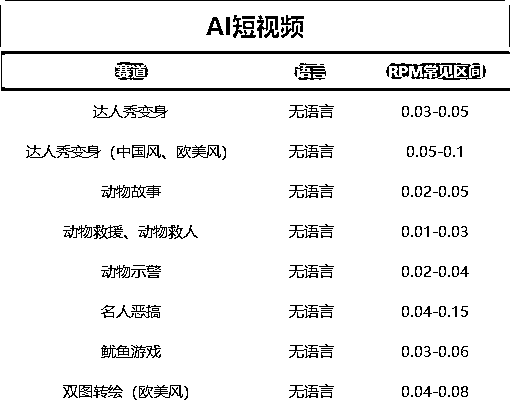 AI短视频
赛道 语言 RPM常见区间
达人秀变身 无语言 0.03-0.05
达人秀变身（中国风、欧美风） 无语言 0.05-0.1
动物故事 无语言 0.02-0.05
动物救援、动物救人 无语言 0.01-0.03
动物示警 无语言 0.02-0.04
名人恶搞 无语言 0.04-0.15
鱿鱼游戏 无语言 0.03-0.06
双图转绘（欧美风） 无语言 0.04-0.08